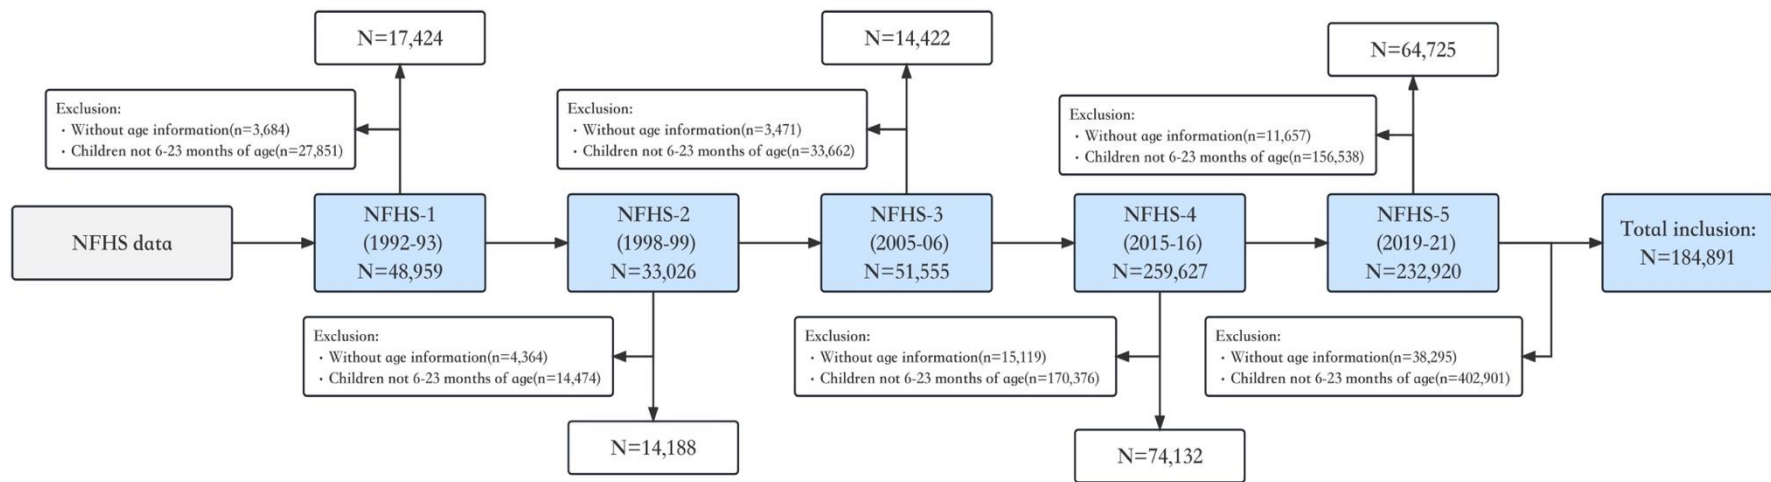 N=17,424
N=14,422
N=64,725
Exclusion:
· Without age information(n=3,684)
· Children not 6-23 months of age(n=27,851)
Exclusion:
· Without age information(n=3,471)
· Children not 6-23 months of age(n=33,662)
Exclusion:
· Without age information(n=11,657)
· Children not 6-23 months of age(n=156,538)
NFHS data
NFHS-1
(1992-93)
N=48,959
NFHS-2
(1998-99)
N=33,026
NFHS-3
(2005-06)
N=51,555
NFHS-4
(2015-16)
N=259,627
NFHS-5
(2019-21)
N=232,920
Total inclusion:
N=184,891
Exclusion:
· Without age information(n=4,364)
· Children not 6-23 months of age(n=14,474)
Exclusion:
· Without age information(n=15,119)
· Children not 6-23 months of age(n=170,376)
Exclusion:
· Without age information(n=38,295)
· Children not 6-23 months of age(n=402,901)
N=14,188
N=74,132